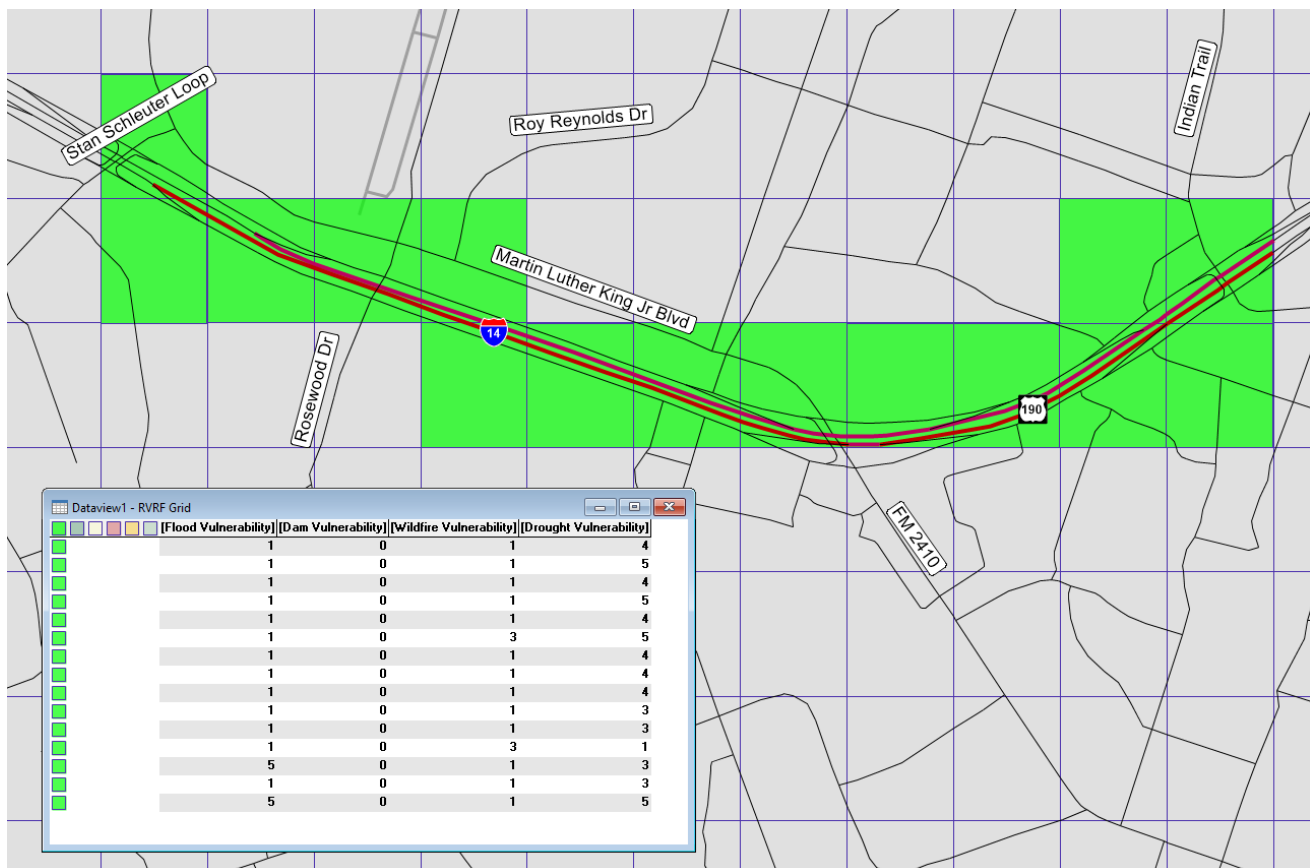 Stan Schleuter Loop
Roy Reynolds Dr
Indian Trail
Martin Luther King Jr Blvd
14
Rosewood Dr
190
FM 2410
Dataview1 - RVRF Grid
[Flood Vulnerability] [Dam Vulnerability] [Wildfire Vulnerability] [Drought Vulnerability]
1 0 1 4
1 0 1 5
1 0 1 4
1 0 1 5
1 0 1 4
1 0 3 5
1 0 1 4
1 0 1 4
1 0 1 4
1 0 1 3
1 0 1 3
1 0 3 1
5 0 1 3
1 0 1 3
5 0 1 5